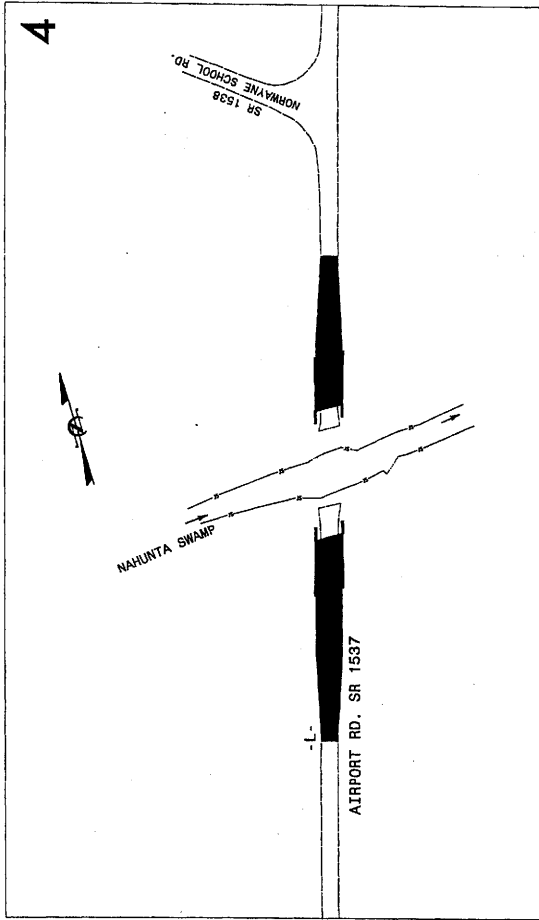 4
NORWAYNE SCHOOL RD.
SR 1538
NAHUNTA SWAMP
-L-
AIRPORT RD. SR 1537